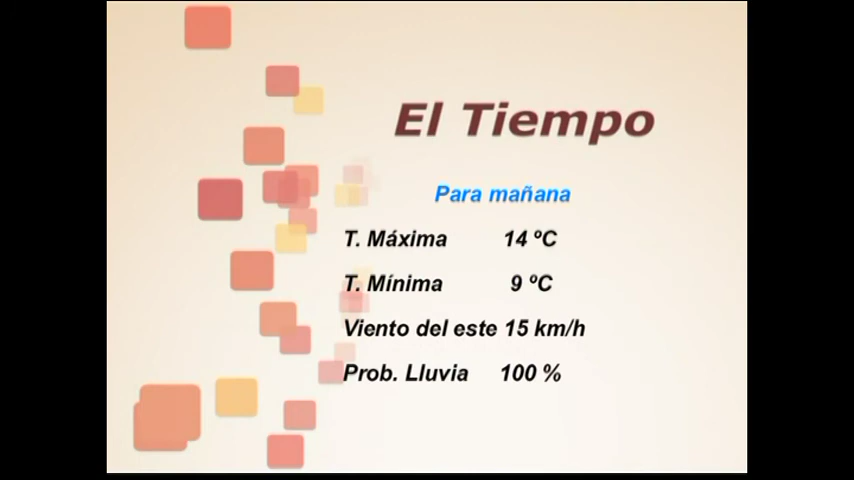 El Tiempo
Para mañana
T. Máxima 14 ºC
T. Mínima 9 ºC
Viento del este 15 km/h
Prob. Lluvia 100 %